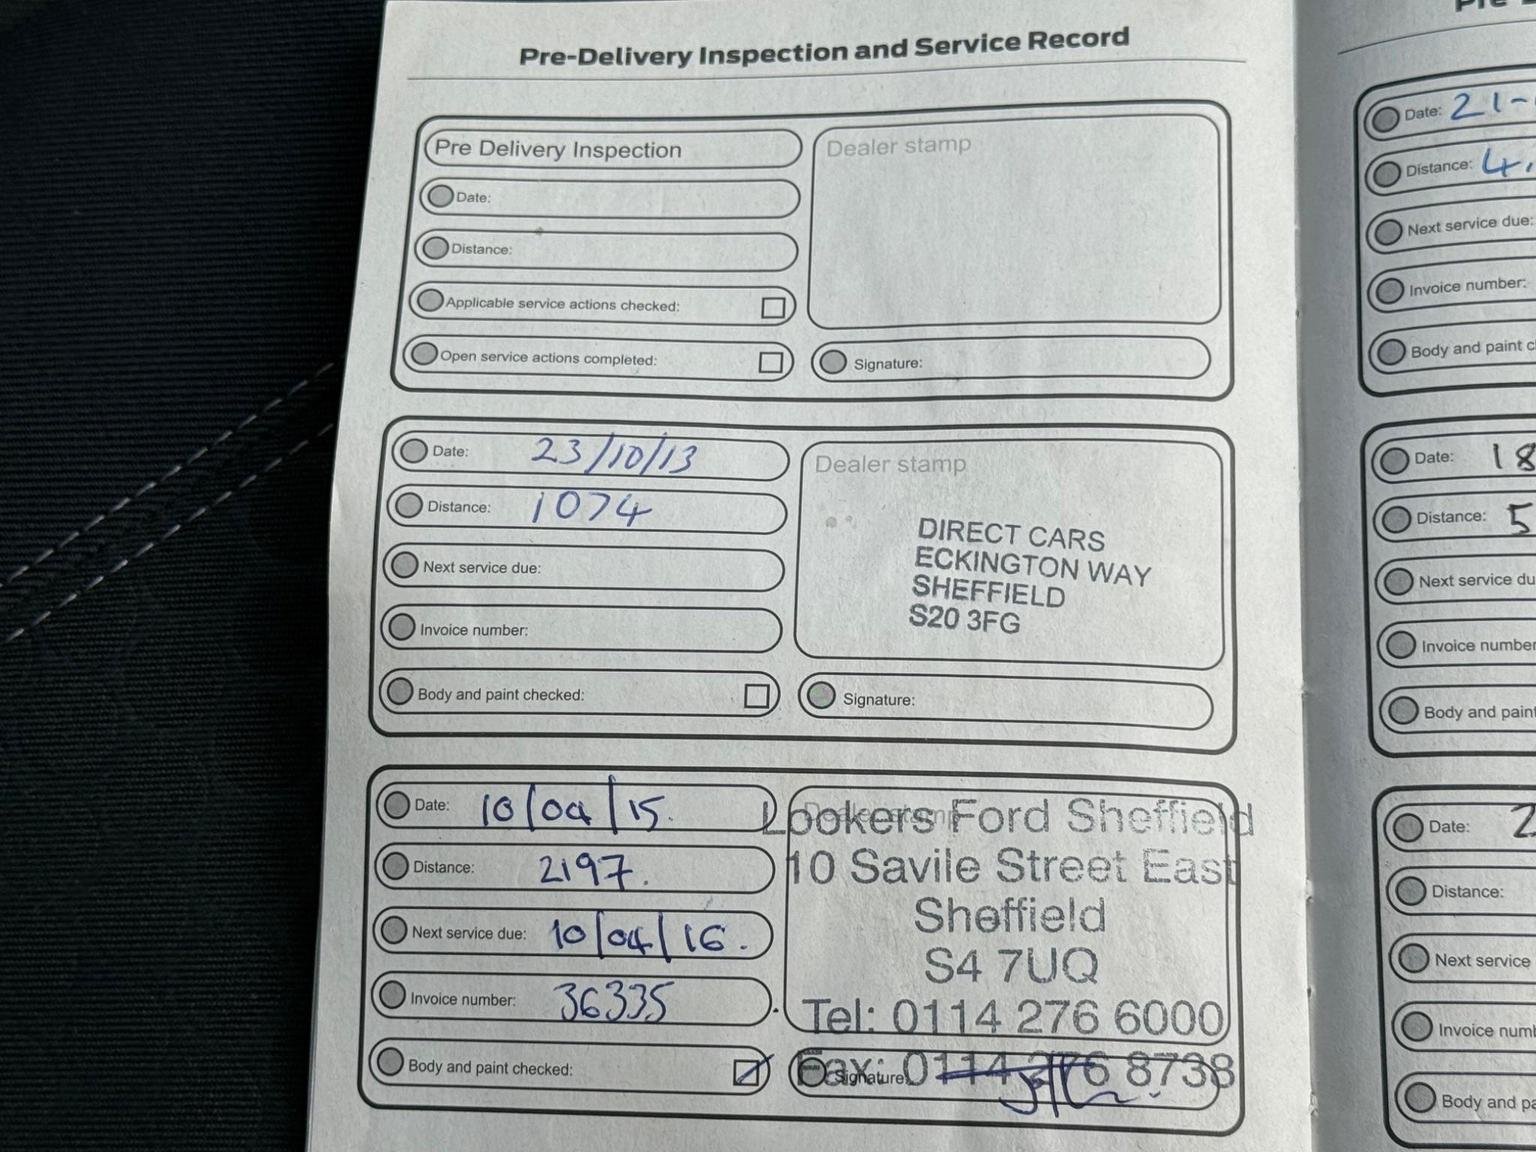 Pre-Delivery Inspection and Service Record
Pre Delivery Inspection
Date:
Distance:
Applicable service actions checked:
Open service actions completed:
Dealer stamp
Signature:
Date: 23/10/13
Distance: 1074
Next service due:
Invoice number:
Body and paint checked:
Dealer stamp
DIRECT CARS
ECKINGTON WAY
SHEFFIELD
S20 3FG
Signature:
Date: 10/04/15.
Distance: 2197.
Next service due: 10/04/16.
Invoice number: 36335
Body and paint checked:
Dealer stamp
Lookers Ford Sheffield
10 Savile Street East
Sheffield
S4 7UQ
Tel: 0114 276 6000
Fax: 0114 276 8738
Signature:
Date: 21-
Distance: 4,
Next service due:
Invoice number:
Body and paint
Date: 18
Distance: 5
Next service
Invoice number
Body and paint
Date: 2
Distance:
Next service
Invoice
Body and